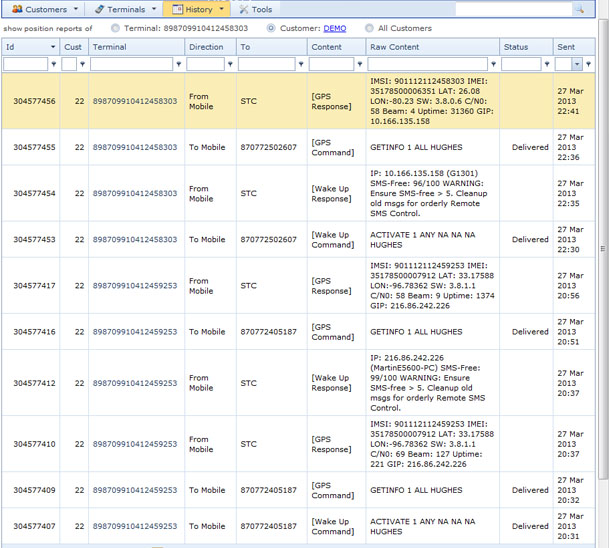 Customers Terminals History Tools
show position reports of Terminal: 898709910412458303 Customer: DEMO All Customers
Id Cust Terminal Direction To Content Raw Content Status Sent
304577456 22 898709910412458303 From Mobile STC [GPS Response] IMSI: 901112112458303 IMEI: 35178500006351 LAT: 26.08 LON:-80.23 SW: 3.8.0.6 C/N0: 58 Beam: 4 Uptime: 31360 GIP: 10.166.135.158 27 Mar 2013 22:41
304577455 22 898709910412458303 To Mobile 870772502607 [GPS Command] GETINFO 1 ALL HUGHES Delivered 27 Mar 2013 22:36
304577454 22 898709910412458303 From Mobile STC [Wake Up Response] IP: 10.166.135.158 (G1301) SMS-Free: 96/100 WARNING: Ensure SMS-free > 5. Cleanup old msgs for orderly Remote SMS Control. 27 Mar 2013 22:35
304577453 22 898709910412458303 To Mobile 870772502607 [Wake Up Command] ACTIVATE 1 ANY NA NA NA HUGHES Delivered 27 Mar 2013 22:30
304577417 22 898709910412459253 From Mobile STC [GPS Response] IMSI: 901112112459253 IMEI: 35178500007912 LAT: 33.17588 LON:-96.78362 SW: 3.8.1.1 C/N0: 58 Beam: 9 Uptime: 1374 GIP: 216.86.242.226 27 Mar 2013 20:56
304577416 22 898709910412459253 To Mobile 870772405187 [GPS Command] GETINFO 1 ALL HUGHES Delivered 27 Mar 2013 20:51
304577412 22 898709910412459253 From Mobile STC [Wake Up Response] IP: 216.86.242.226 (MartinE5600-PC) SMS-Free: 99/100 WARNING: Ensure SMS-free > 5. Cleanup old msgs for orderly Remote SMS Control. 27 Mar 2013 20:37
304577410 22 898709910412459253 From Mobile STC [GPS Response] IMSI: 901112112459253 IMEI: 35178500007912 LAT: 33.17588 LON:-96.78362 SW: 3.8.1.1 C/N0: 69 Beam: 127 Uptime: 221 GIP: 216.86.242.226 27 Mar 2013 20:37
304577409 22 898709910412459253 To Mobile 870772405187 [GPS Command] GETINFO 1 ALL HUGHES Delivered 27 Mar 2013 20:32
304577407 22 898709910412459253 To Mobile 870772405187 [Wake Up Command] ACTIVATE 1 ANY NA NA NA HUGHES Delivered 27 Mar 2013 20:31